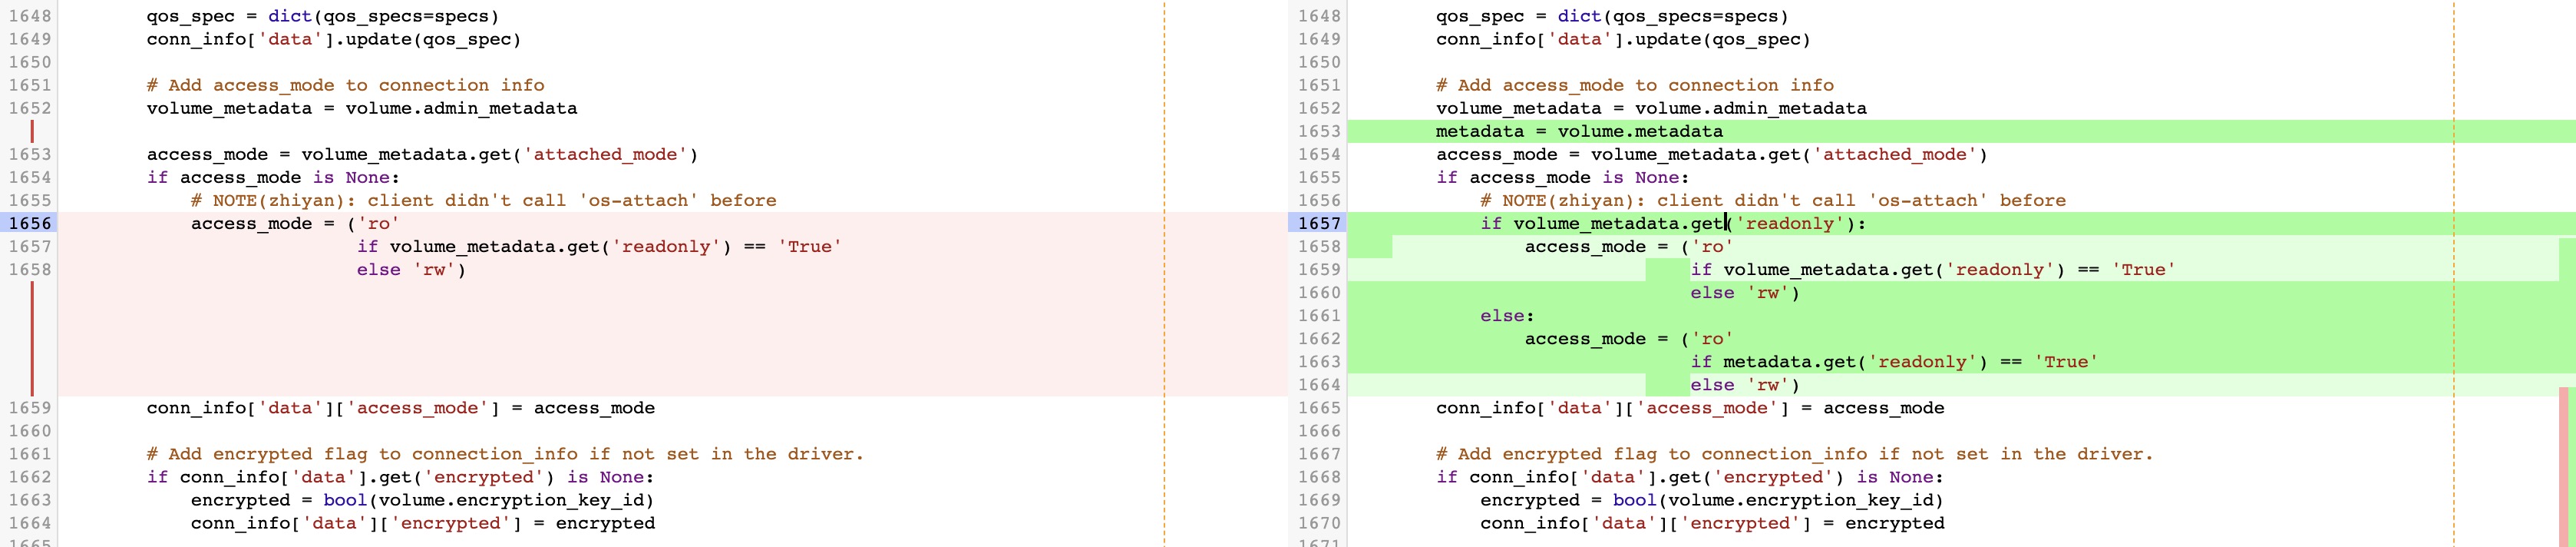 1648         qos_spec = dict(qos_specs=specs)
1649         conn_info['data'].update(qos_spec)
1650
1651         # Add access_mode to connection info
1652         volume_metadata = volume.admin_metadata
1653         access_mode = volume_metadata.get('attached_mode')
1654         if access_mode is None:
1655             # NOTE(zhiyan): client didn't call 'os-attach' before
1656             access_mode = ('ro'
1657                            if volume_metadata.get('readonly') == 'True'
1658                            else 'rw')
1659         conn_info['data']['access_mode'] = access_mode
1660
1661         # Add encrypted flag to connection_info if not set in the driver.
1662         if conn_info['data'].get('encrypted') is None:
1663             encrypted = bool(volume.encryption_key_id)
1664             conn_info['data']['encrypted'] = encrypted
1665
1648         qos_spec = dict(qos_specs=specs)
1649         conn_info['data'].update(qos_spec)
1650
1651         # Add access_mode to connection info
1652         volume_metadata = volume.admin_metadata
1653         metadata = volume.metadata
1654         access_mode = volume_metadata.get('attached_mode')
1655         if access_mode is None:
1656             # NOTE(zhiyan): client didn't call 'os-attach' before
1657             if volume_metadata.get('readonly'):
1658                 access_mode = ('ro'
1659                                if volume_metadata.get('readonly') == 'True'
1660                                else 'rw')
1661             else:
1662                 access_mode = ('ro'
1663                                if metadata.get('readonly') == 'True'
1664                                else 'rw')
1665         conn_info['data']['access_mode'] = access_mode
1666
1667         # Add encrypted flag to connection_info if not set in the driver.
1668         if conn_info['data'].get('encrypted') is None:
1669             encrypted = bool(volume.encryption_key_id)
1670             conn_info['data']['encrypted'] = encrypted
1671